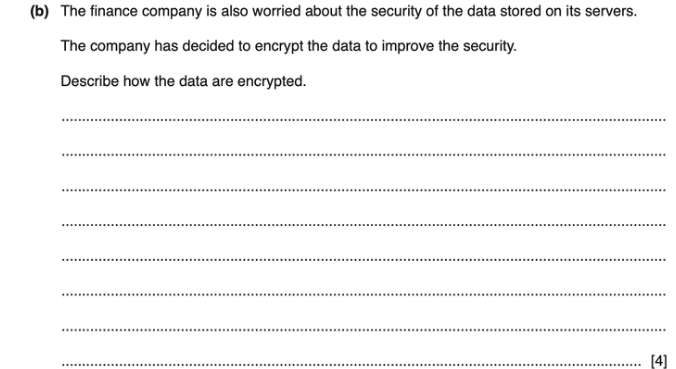 (b) The finance company is also worried about the security of the data stored on its servers.
The company has decided to encrypt the data to improve the security.
Describe how the data are encrypted.
[4]